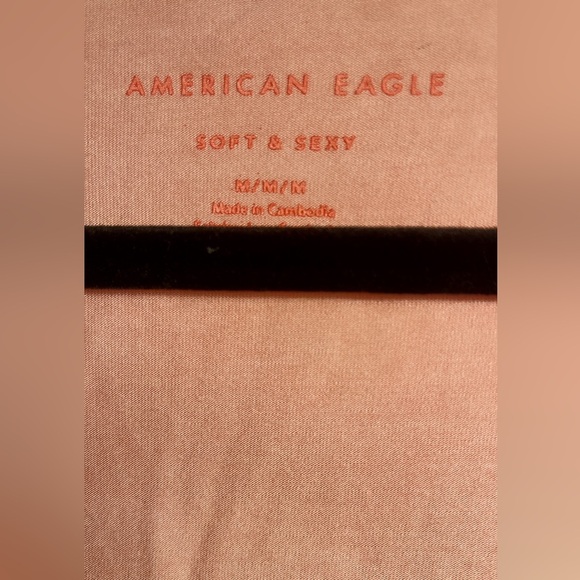 AMERICAN EAGLE
SOFT & SEXY
M/M/M
Made in Cambodia